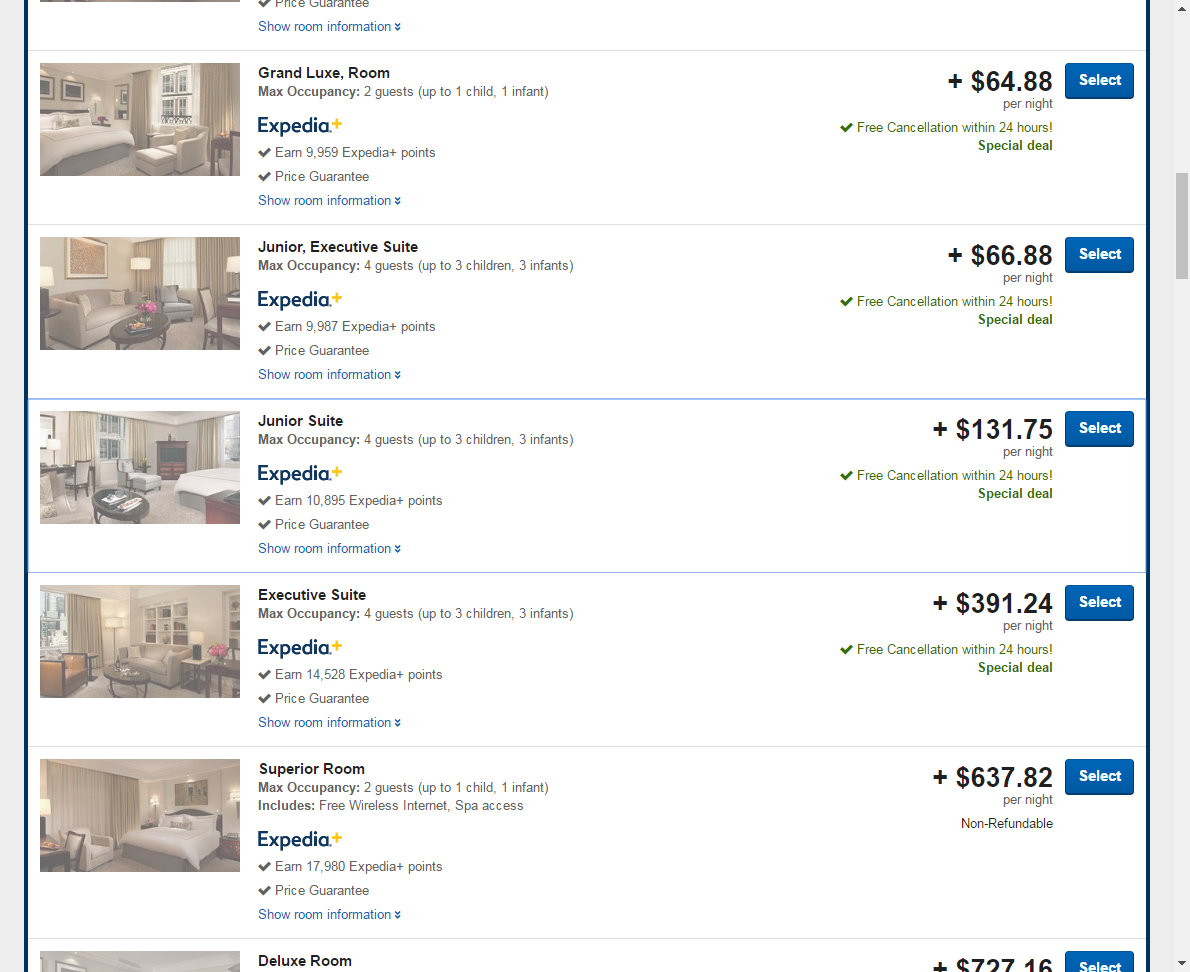 Price Guarantee
Show room information
Grand Luxe, Room
Max Occupancy: 2 guests (up to 1 child, 1 infant)
Expedia+
Earn 9,959 Expedia+ points
Price Guarantee
Show room information
+ $64.88
per night
Free Cancellation within 24 hours!
Special deal
Select
Junior, Executive Suite
Max Occupancy: 4 guests (up to 3 children, 3 infants)
Expedia+
Earn 9,987 Expedia+ points
Price Guarantee
Show room information
+ $66.88
per night
Free Cancellation within 24 hours!
Special deal
Select
Junior Suite
Max Occupancy: 4 guests (up to 3 children, 3 infants)
Expedia+
Earn 10,895 Expedia+ points
Price Guarantee
Show room information
+ $131.75
per night
Free Cancellation within 24 hours!
Special deal
Select
Executive Suite
Max Occupancy: 4 guests (up to 3 children, 3 infants)
Expedia+
Earn 14,528 Expedia+ points
Price Guarantee
Show room information
+ $391.24
per night
Free Cancellation within 24 hours!
Special deal
Select
Superior Room
Max Occupancy: 2 guests (up to 1 child, 1 infant)
Includes: Free Wireless Internet, Spa access
Expedia+
Earn 17,980 Expedia+ points
Price Guarantee
Show room information
+ $637.82
per night
Non-Refundable
Select
Deluxe Room
+ $727.16
Select